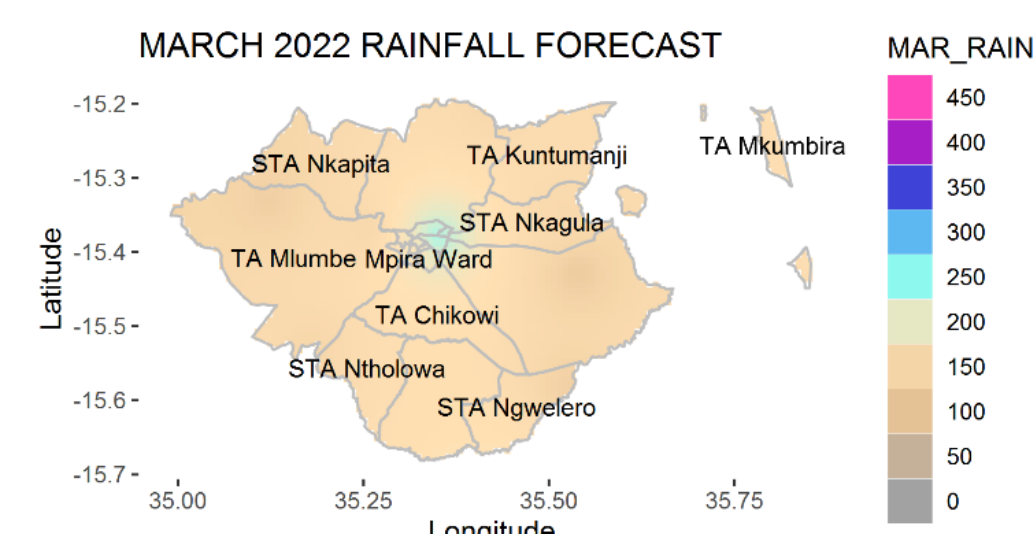 MARCH 2022 RAINFALL FORECAST
MAR_RAIN
450
400
350
300
250
200
150
100
50
0
Latitude
-15.2
-15.3
-15.4
-15.5
-15.6
-15.7
STA Nkapita
TA Kuntumanji
TA Mkumbira
STA Nkagula
TA Mlumbe
Mpira Ward
TA Chikowi
STA Ntholowa
STA Ngwelero
35.00
35.25
35.50
35.75
Longitude